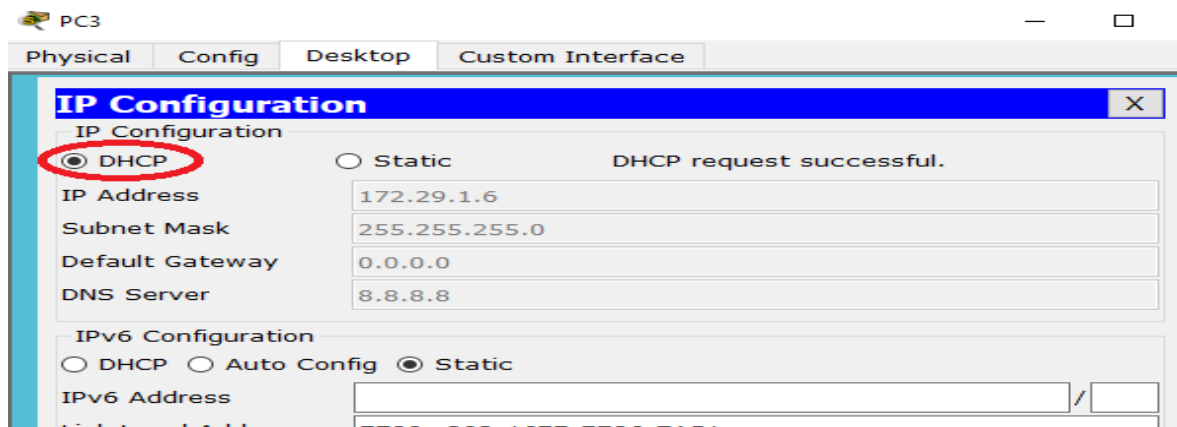 PC3
Physical Config Desktop Custom Interface
IP Configuration X
IP Configuration
DHCP Static DHCP request successful.
IP Address 172.29.1.6
Subnet Mask 255.255.255.0
Default Gateway 0.0.0.0
DNS Server 8.8.8.8
IPv6 Configuration
DHCP Auto Config Static
IPv6 Address /